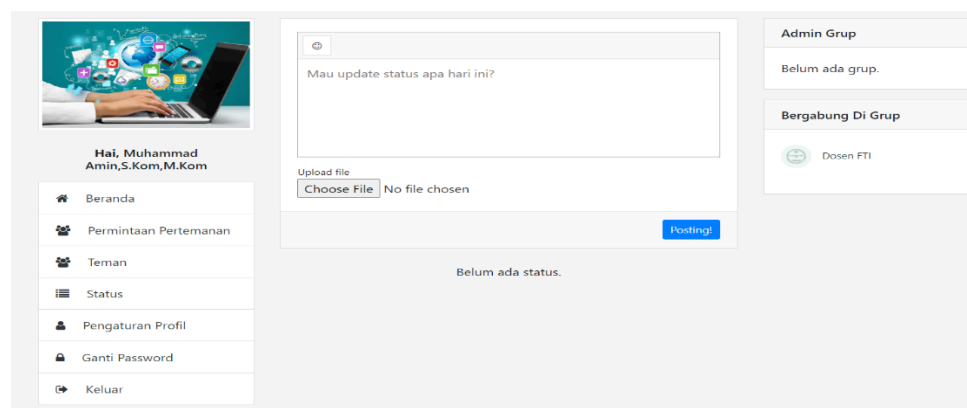 Hai, Muhammad
Amin,S.Kom,M.Kom
Beranda
Permintaan Pertemanan
Teman
Status
Pengaturan Profil
Ganti Password
Keluar
Mau update status apa hari ini?
Upload file
Choose File No file chosen
Posting!
Belum ada status.
Admin Grup
Belum ada grup.
Bergabung Di Grup
Dosen FTI